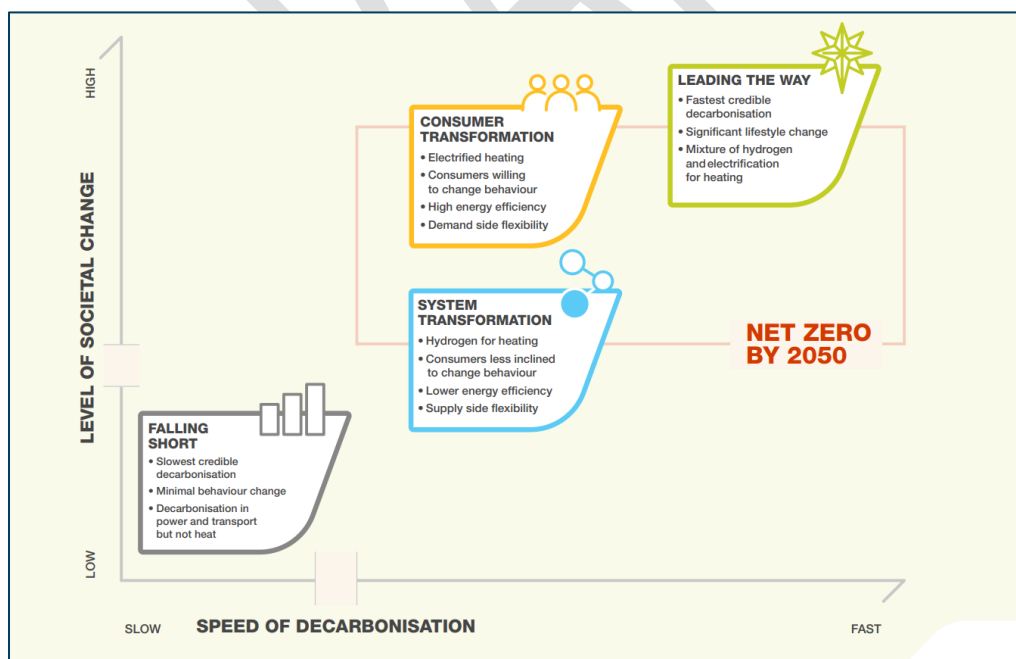 HIGH
LEVEL OF SOCIETAL CHANGE
LOW
CONSUMER
TRANSFORMATION
• Electrified heating
• Consumers willing
to change behaviour
• High energy efficiency
• Demand side flexibility
LEADING THE WAY
• Fastest credible
decarbonisation
• Significant lifestyle change
• Mixture of hydrogen
and electrification
for heating
SYSTEM
TRANSFORMATION
• Hydrogen for heating
• Consumers less inclined
to change behaviour
• Lower energy efficiency
• Supply side flexibility
NET ZERO
BY 2050
FALLING
SHORT
• Slowest credible
decarbonisation
• Minimal behaviour change
• Decarbonisation in
power and transport
but not heat
SLOW
SPEED OF DECARBONISATION
FAST